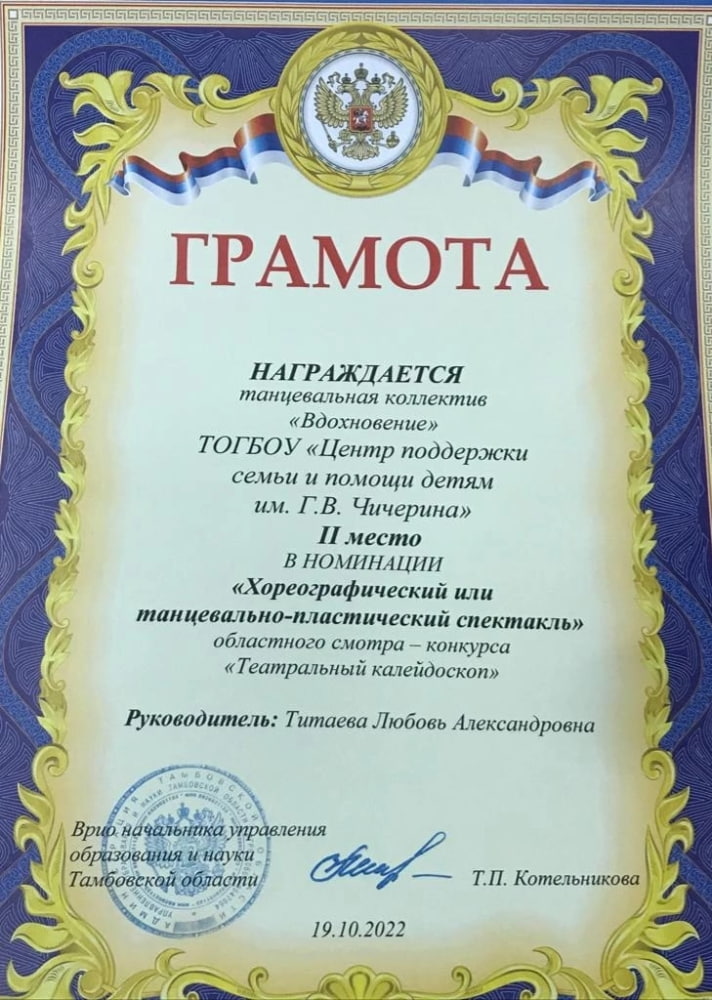 ГРАМОТА
НАГРАЖДАЕТСЯ
танцевальная коллектив
«Вдохновение»
ТОГБОУ «Центр поддержки
семьи и помощи детям
им. Г.В. Чичерина»
II место
В НОМИНАЦИИ
«Хореографический или
танцевально-пластический спектакль»
областного смотра – конкурса
«Театральный калейдоскоп»
Руководитель: Титаева Любовь Александровна
Врио начальника управления
образования и науки
Тамбовской области
Т.П. Котельникова
19.10.2022